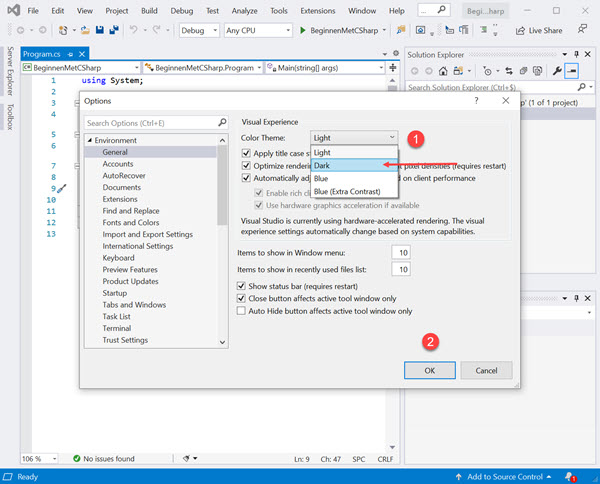 File
Edit
View
Git
Project
Build
Debug
Test
Analyze
Tools
Extensions
Window
Help
...
Begi...harp
Debug
Any CPU
BeginnenMetCSharp
Live Share
Server Explorer
Toolbox
Program.cs
BeginnenMetCSharp
BeginnenMetCSharp.Program
Main(string[] args)
1 using System;
2
3
5
6
7
8
9
10
11
12
13
Solution Explorer
Search Solution Explorer (Ctrl+$)
p' (1 of 1 project)
Options
?
Search Options (Ctrl+E)
Environment
General
Accounts
AutoRecover
Documents
Extensions
Find and Replace
Fonts and Colors
Import and Export Settings
International Settings
Keyboard
Preview Features
Product Updates
Startup
Tabs and Windows
Task List
Terminal
Trust Settings
Visual Experience
Color Theme:
Light
1
Light
Dark
Blue
Blue (Extra Contrast)
Apply title case s
Optimize renderin
t pixel densities (requires restart)
Automatically adj
d on client performance
Enable rich cli
Use hardware graphics acceleration if available
Visual Studio is currently using hardware-accelerated rendering. The visual
experience settings automatically change based on system capabilities.
Items to show in Window menu:
10
Items to show in recently used files list:
10
Show status bar (requires restart)
Close button affects active tool window only
Auto Hide button affects active tool window only
2
OK
Cancel
106 %
No issues found
Ln: 9
Ch: 47
SPC
CRLF
Ready
Add to Source Control